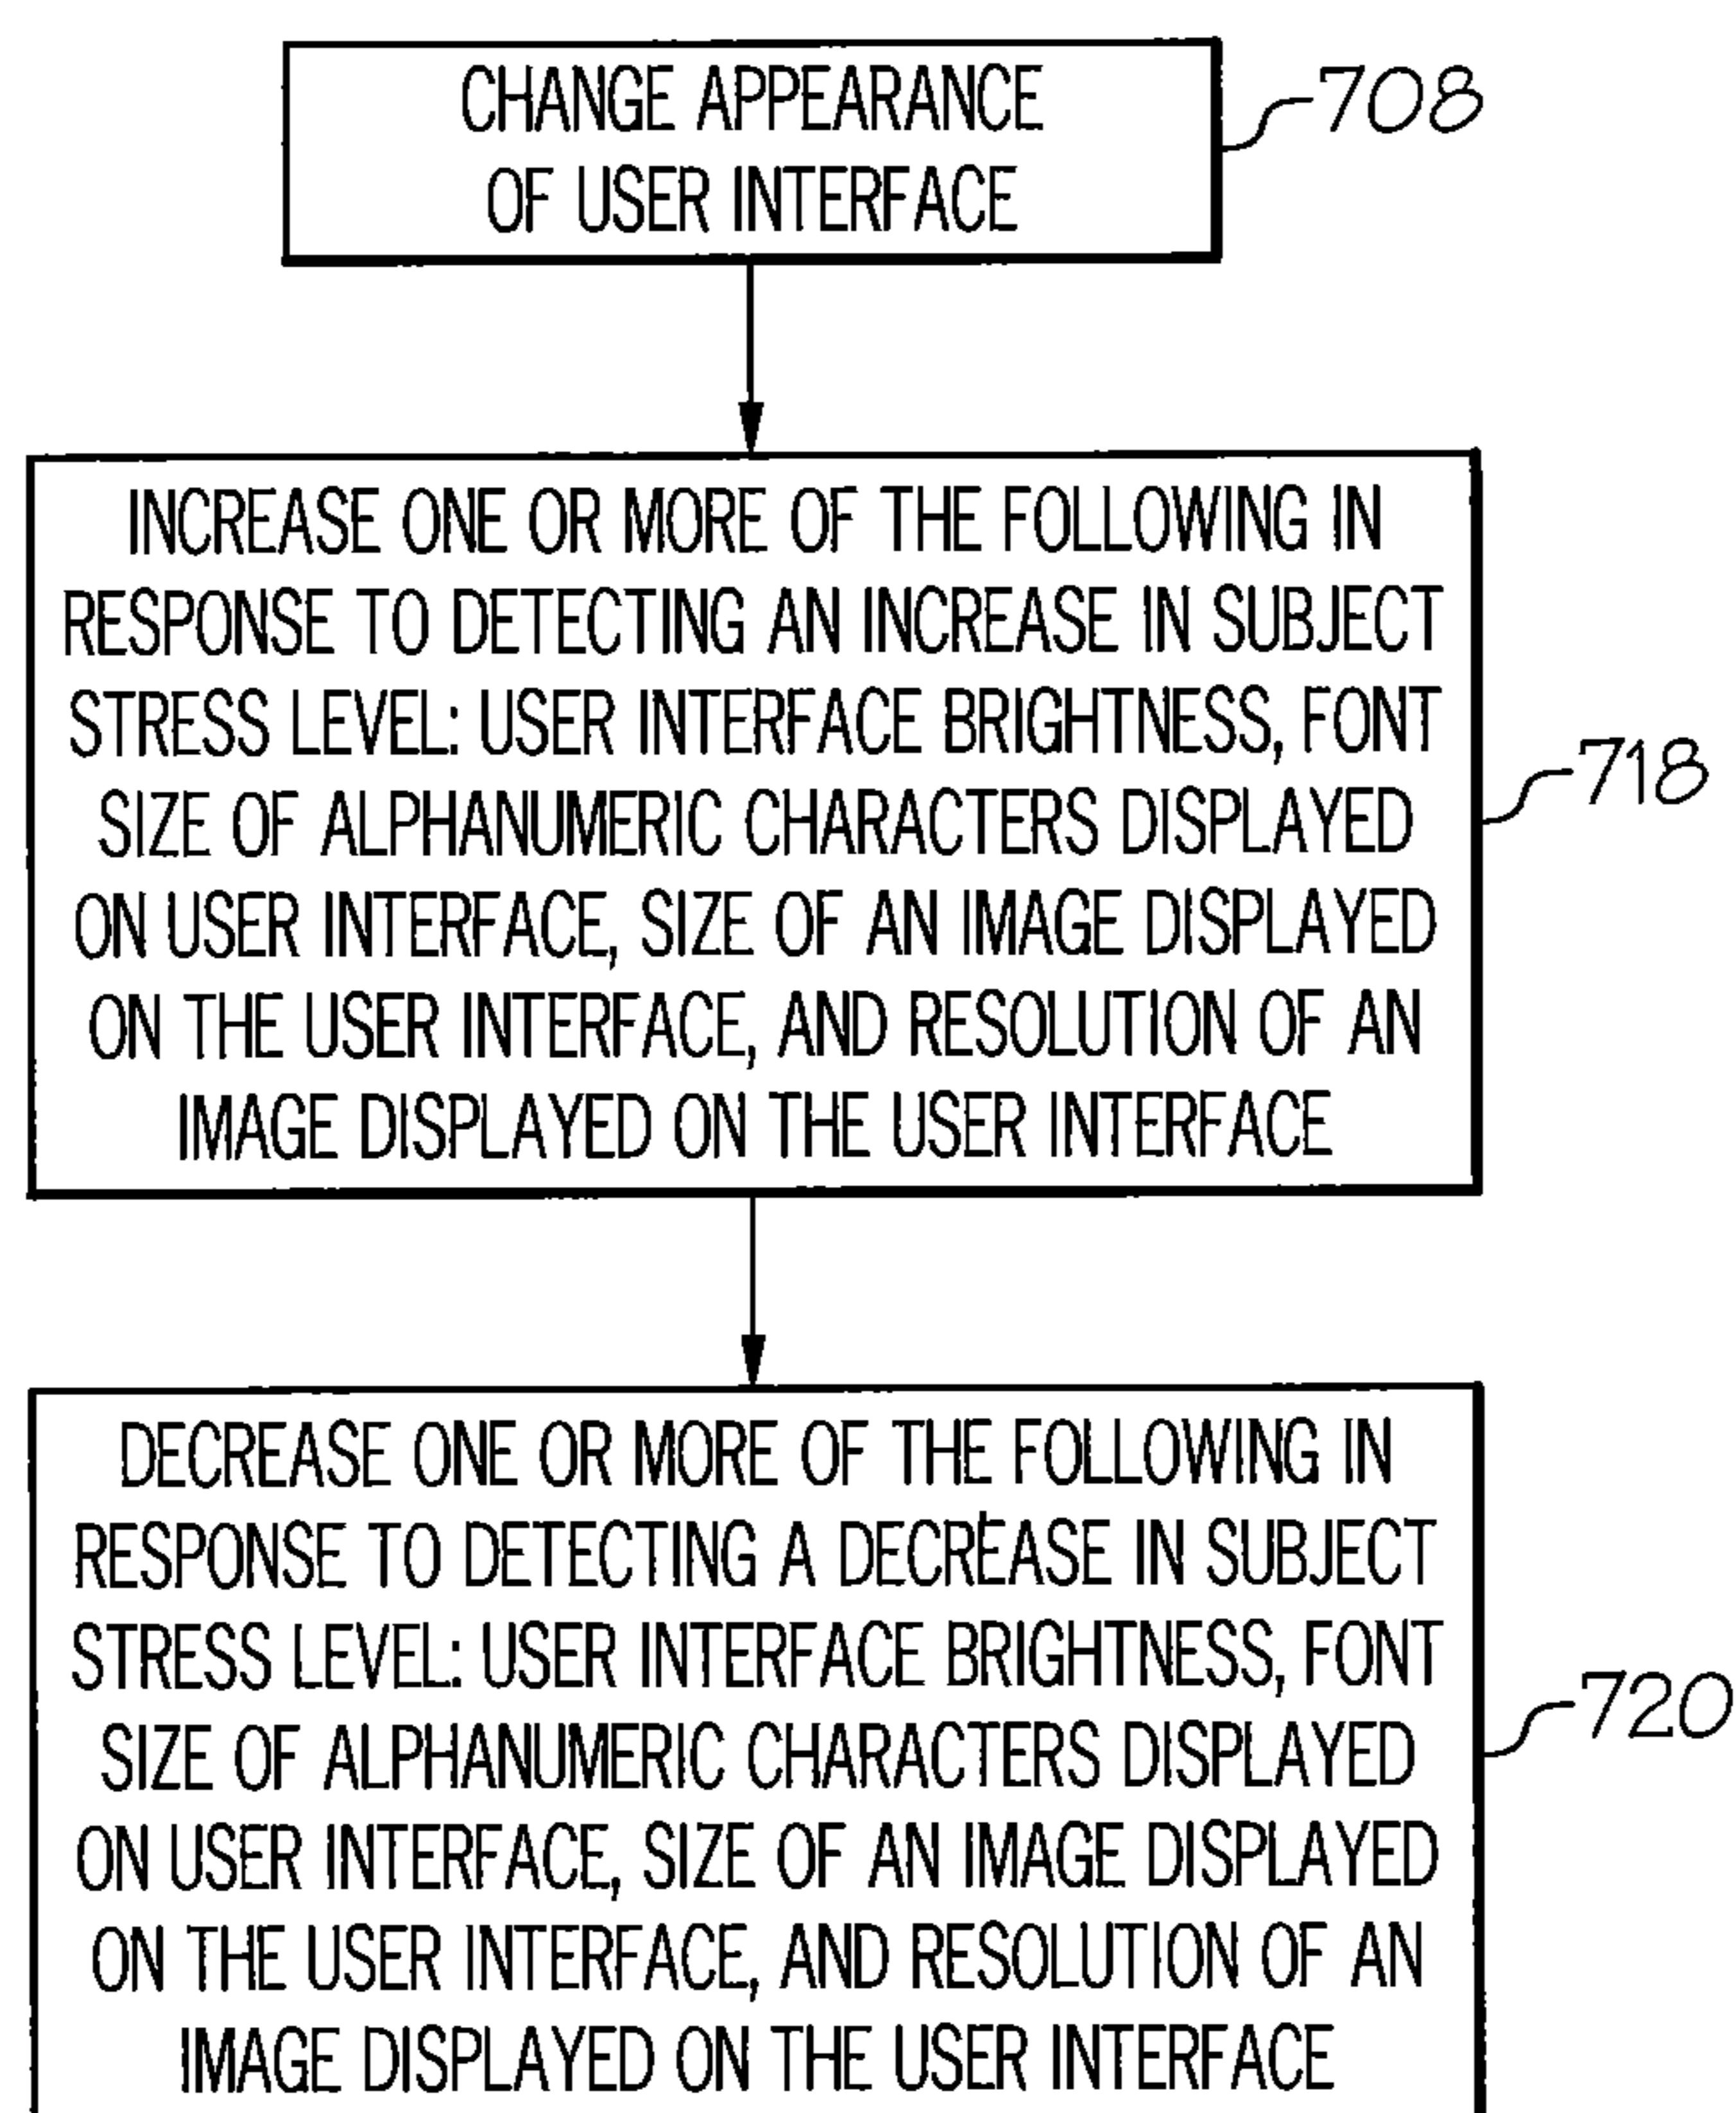 CHANGE APPEARANCE
OF USER INTERFACE
708
INCREASE ONE OR MORE OF THE FOLLOWING IN
RESPONSE TO DETECTING AN INCREASE IN SUBJECT
STRESS LEVEL: USER INTERFACE BRIGHTNESS, FONT
SIZE OF ALPHANUMERIC CHARACTERS DISPLAYED
ON USER INTERFACE, SIZE OF AN IMAGE DISPLAYED
ON THE USER INTERFACE, AND RESOLUTION OF AN
IMAGE DISPLAYED ON THE USER INTERFACE
718
DECREASE ONE OR MORE OF THE FOLLOWING IN
RESPONSE TO DETECTING A DECREASE IN SUBJECT
STRESS LEVEL: USER INTERFACE BRIGHTNESS, FONT
SIZE OF ALPHANUMERIC CHARACTERS DISPLAYED
ON USER INTERFACE, SIZE OF AN IMAGE DISPLAYED
ON THE USER INTERFACE, AND RESOLUTION OF AN
IMAGE DISPLAYED ON THE USER INTERFACE
720